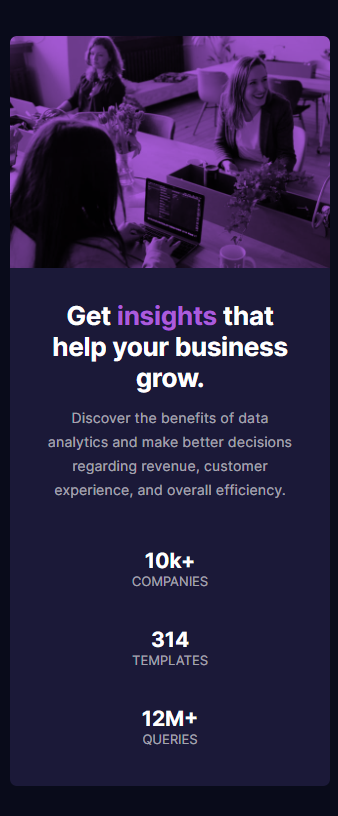 Get insights that
help your business
grow.
Discover the benefits of data
analytics and make better decisions
regarding revenue, customer
experience, and overall efficiency.
10k+
COMPANIES
314
TEMPLATES
12M+
QUERIES